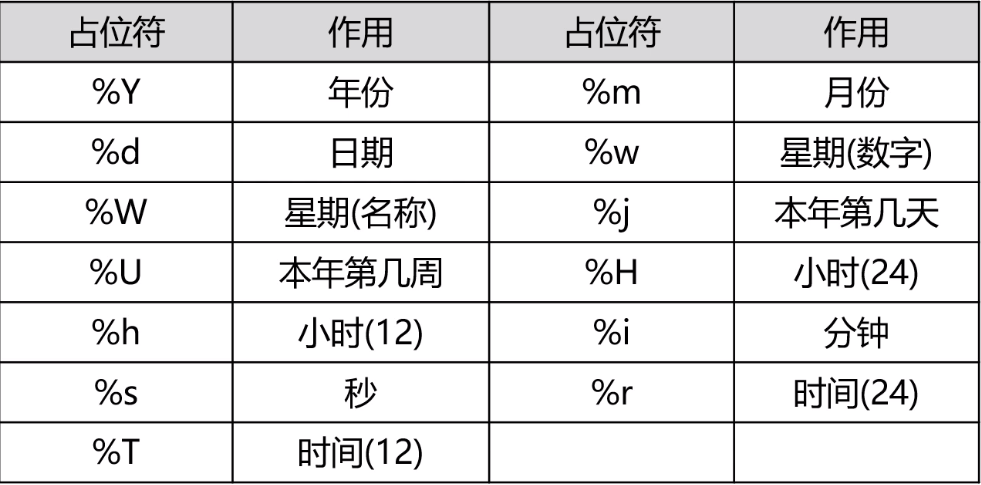 占位符 作用 占位符 作用
%Y 年份 %m 月份
%d 日期 %w 星期(数字)
%W 星期(名称) %j 本年第几天
%U 本年第几周 %H 小时(24)
%h 小时(12) %i 分钟
%s 秒 %r 时间(24)
%T 时间(12)